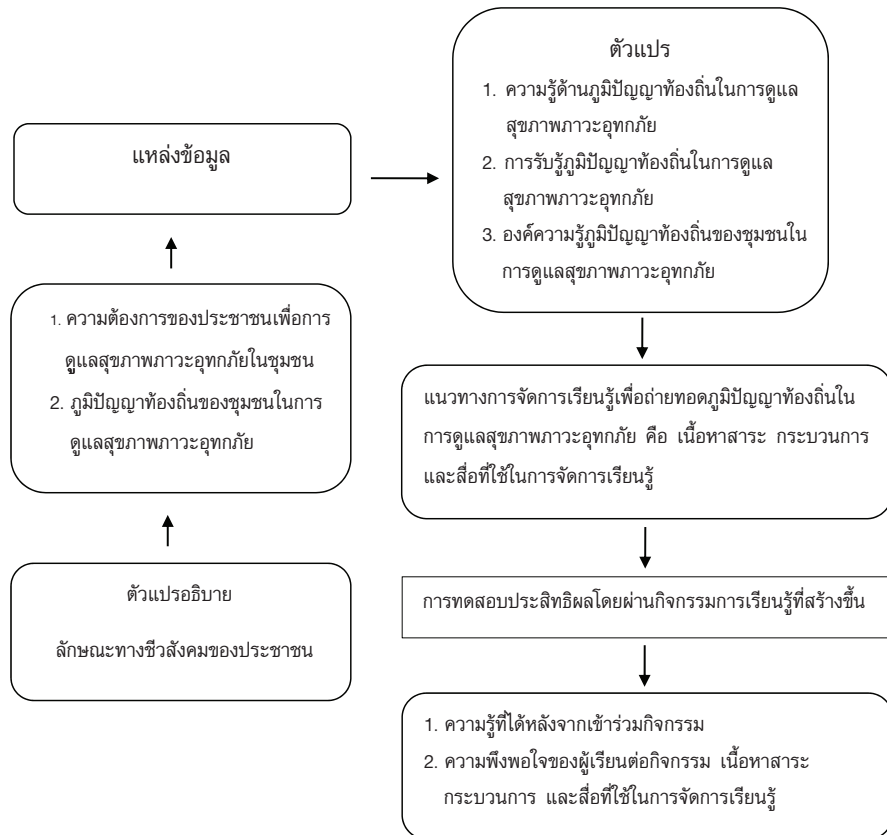 ตัวแปร
1. ความรู้ด้านภูมิปัญญาท้องถิ่นในการดูแล
สุขภาพภาวะอุทกภัย
2. การรับรู้ภูมิปัญญาท้องถิ่นในการดูแล
สุขภาพภาวะอุทกภัย
3. องค์ความรู้ภูมิปัญญาท้องถิ่นของชุมชนใน
การดูแลสุขภาพภาวะอุทกภัย
แหล่งข้อมูล
1. ความต้องการของประชาชนเพื่อการ
ดูแลสุขภาพภาวะอุทกภัยในชุมชน
2. ภูมิปัญญาท้องถิ่นของชุมชนในการ
ดูแลสุขภาพภาวะอุทกภัย
ตัวแปรอธิบาย
ลักษณะทางชีวสังคมของประชาชน
แนวทางการจัดการเรียนรู้เพื่อถ่ายทอดภูมิปัญญาท้องถิ่นใน
การดูแลสุขภาพภาวะอุทกภัย คือ เนื้อหาสาระ กระบวนการ
และสื่อที่ใช้ในการจัดการเรียนรู้
การทดสอบประสิทธิผลโดยผ่านกิจกรรมการเรียนรู้ที่สร้างขึ้น
1. ความรู้ที่ได้หลังจากเข้าร่วมกิจกรรม
2. ความพึงพอใจของผู้เรียนต่อกิจกรรม เนื้อหาสาระ
กระบวนการ และสื่อที่ใช้ในการจัดการเรียนรู้